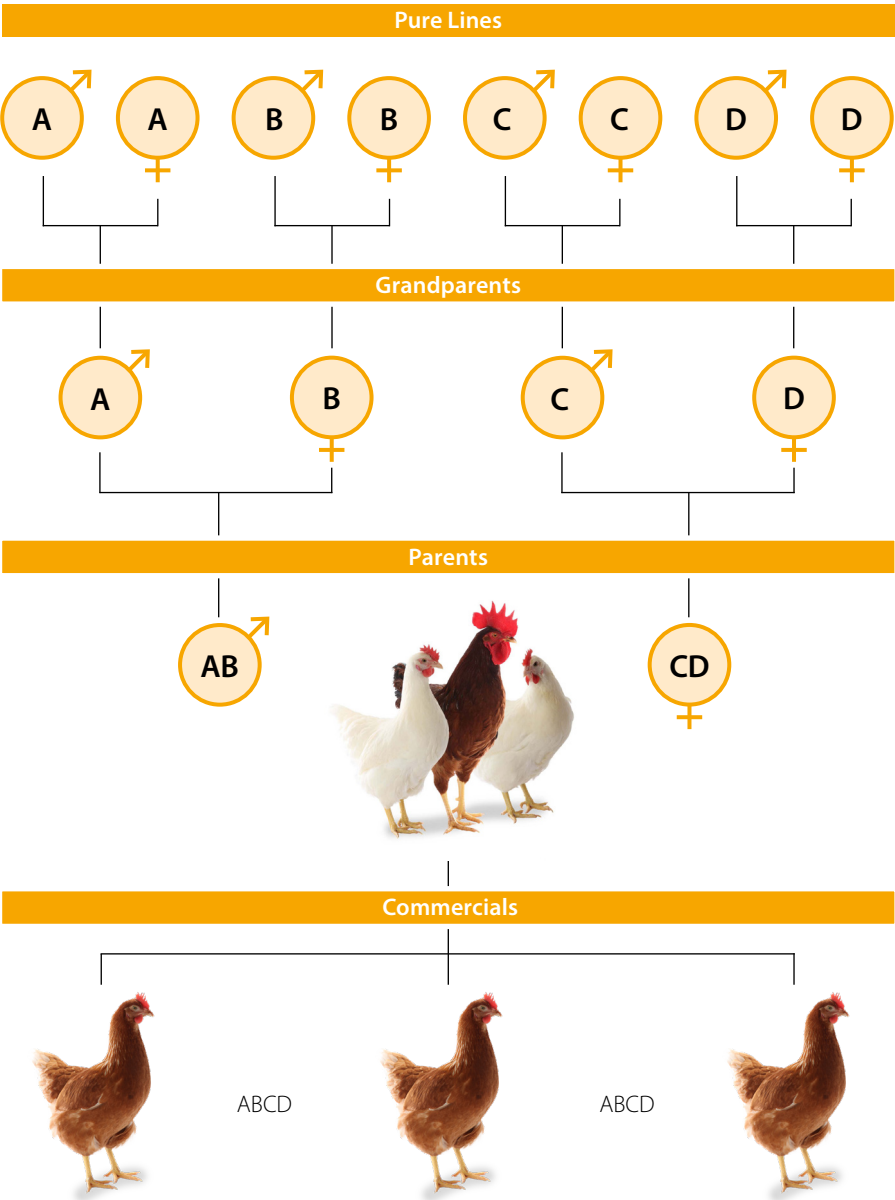 Pure Lines
A A B B C C D D
Grandparents
A B C D
Parents
AB CD
Commercials
ABCD ABCD